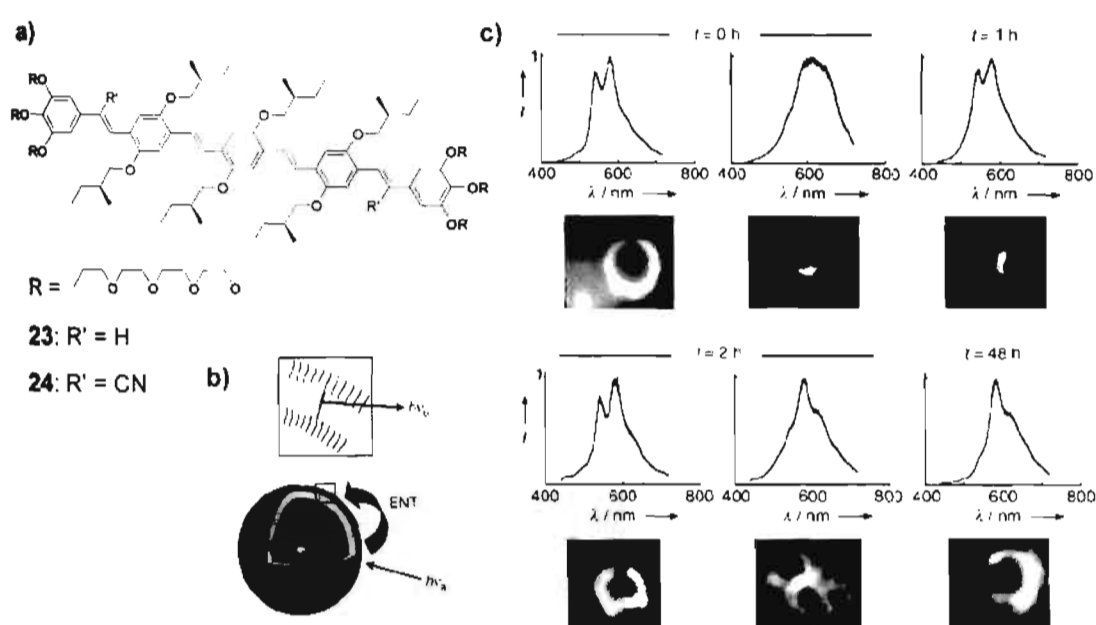 a)
RO
R'
RO
RO
O
O
O
O
O
O
R'
OR
OR
OR
R =
O
O
O
O
23: R' = H
24: R' = CN
b)
ENT
c)
t = 0 h
t = 1 h
1
I
400 600 800
λ / nm
400 600 800
λ / nm
400 600 800
λ / nm
t = 2 h
t = 48 h
1
I
400 600 800
λ / nm
400 600 800
λ / nm
400 600 800
λ / nm